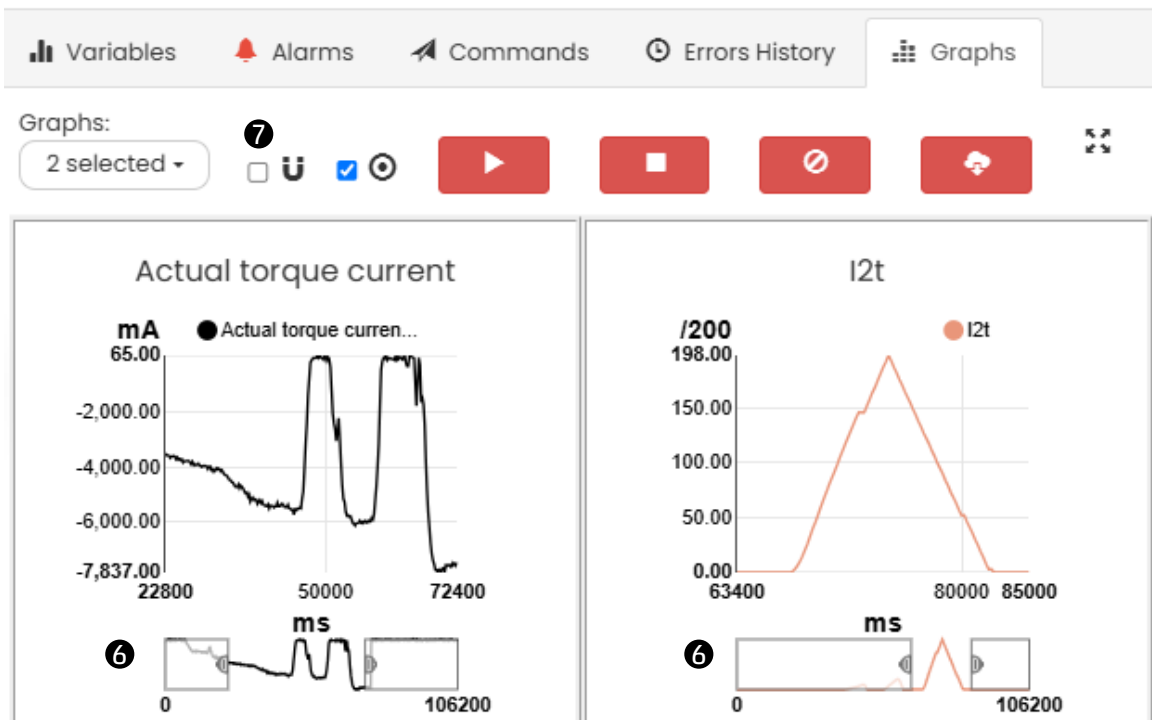 Variables Alarms Commands Errors History Graphs
Graphs:
7
2 selected
Actual torque current
mA Actual torque curren...
65.00
-2,000.00
-4,000.00
-6,000.00
-7,837.00
22800 50000 72400
ms
6
0 106200
I2t
/200 I2t
198.00
150.00
100.00
50.00
0.00
63400 80000 85000
ms
6
0 106200